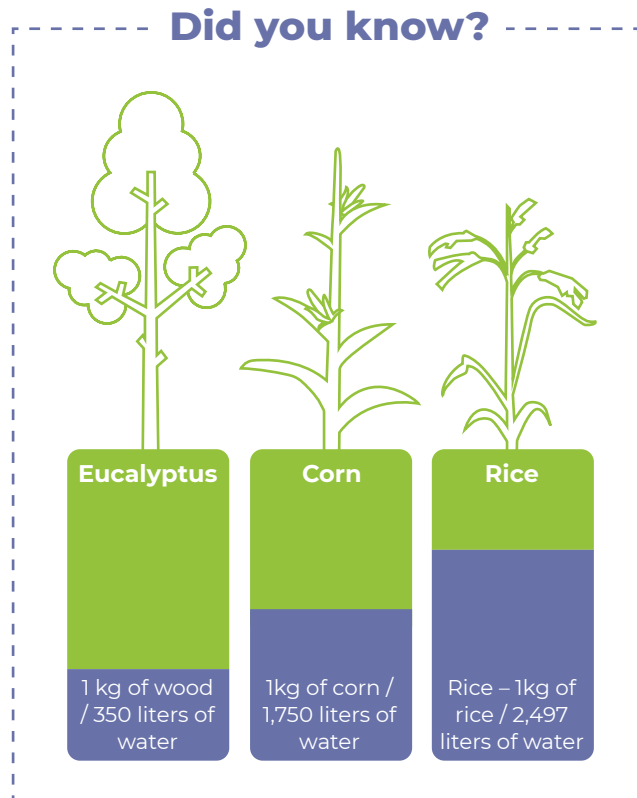 Did you know?
Eucalyptus
1 kg of wood
/ 350 liters of
water
Corn
1kg of corn /
1,750 liters of
water
Rice
Rice – 1kg of
rice / 2,497
liters of water